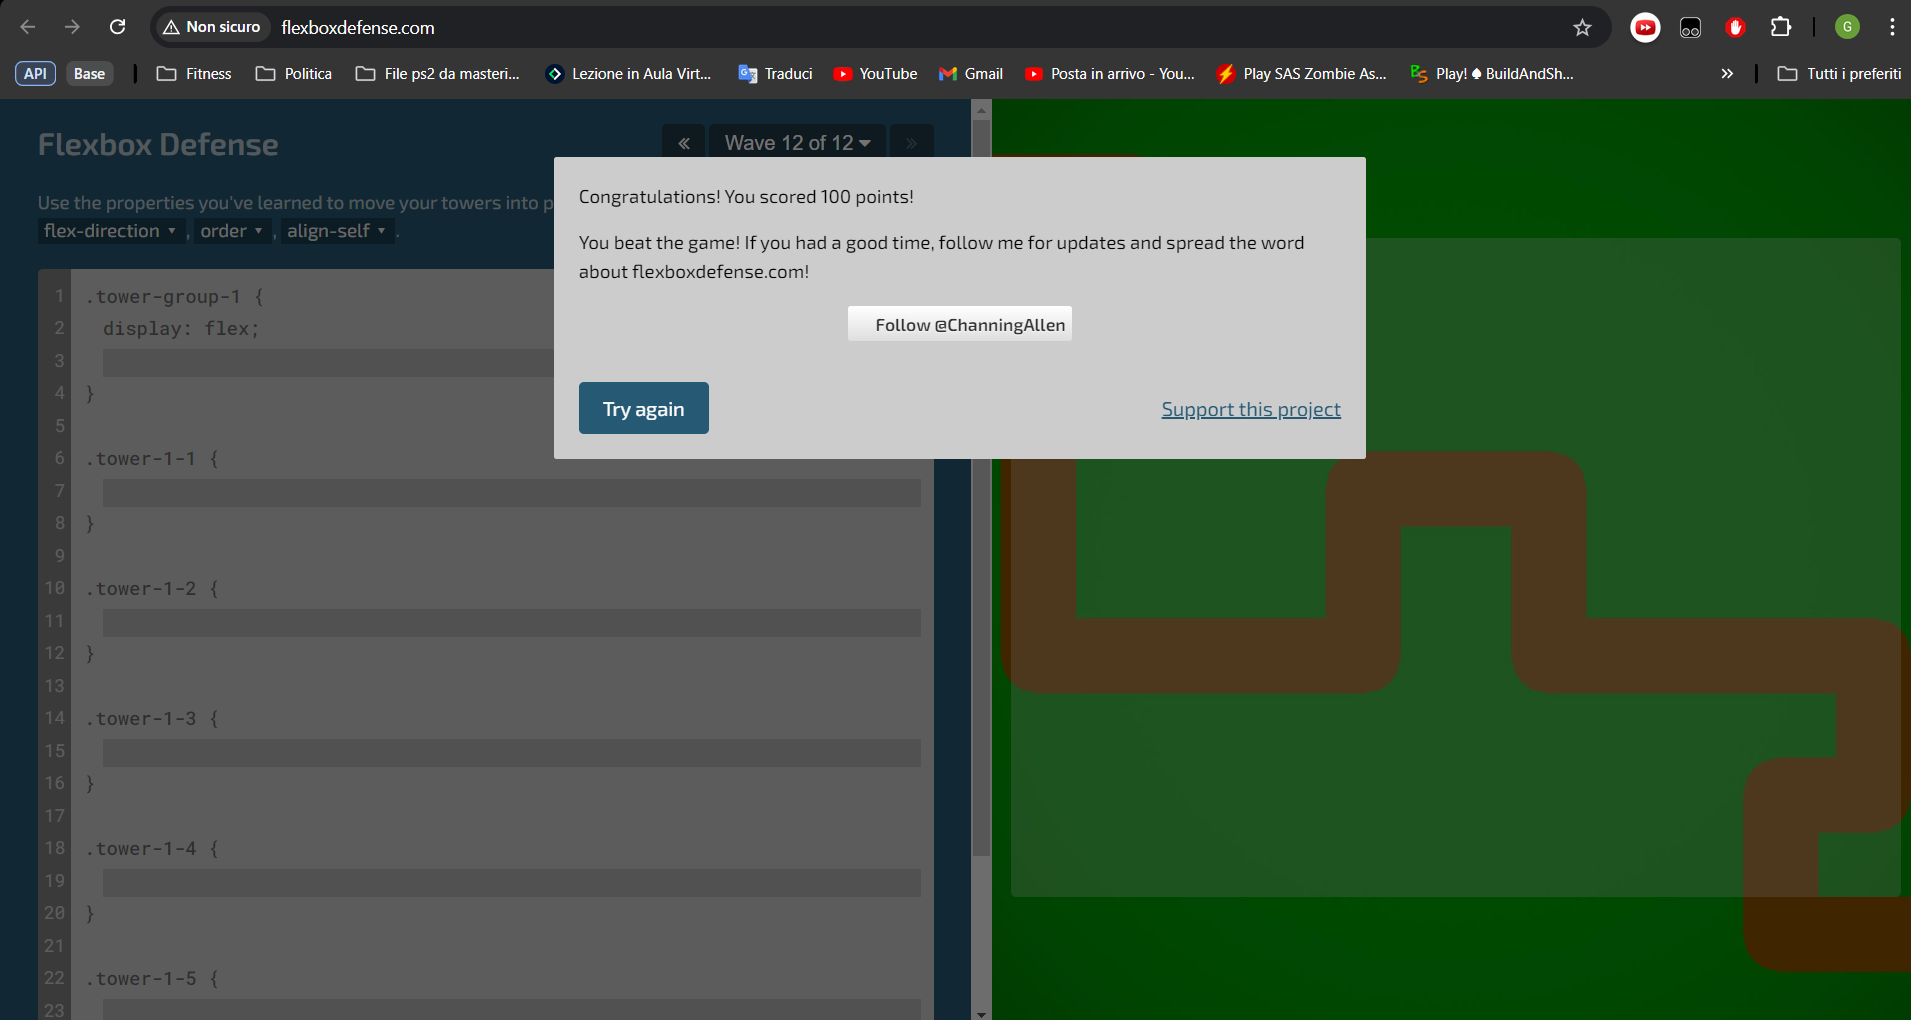 Non sicuro
flexboxdefense.com
G
API
Base
Fitness
Politica
File ps2 da masteri...
Lezione in Aula Virt...
Traduci
YouTube
Gmail
Posta in arrivo - You...
Play SAS Zombie As...
Play! ♠ BuildAndSh...
»
Tutti i preferiti
Flexbox Defense
«
Wave 12 of 12
»
Use the properties you've learned to move your towers into p
flex-direction ▾ , order ▾ , align-self ▾ .
1 .tower-group-1 {
2 display: flex;
3
4 }
5
6 .tower-1-1 {
7
8 }
9
10 .tower-1-2 {
11
12 }
13
14 .tower-1-3 {
15
16 }
17
18 .tower-1-4 {
19
20 }
21
22 .tower-1-5 {
23
Congratulations! You scored 100 points!
You beat the game! If you had a good time, follow me for updates and spread the word
about flexboxdefense.com!
Follow @ChanningAllen
Try again
Support this project